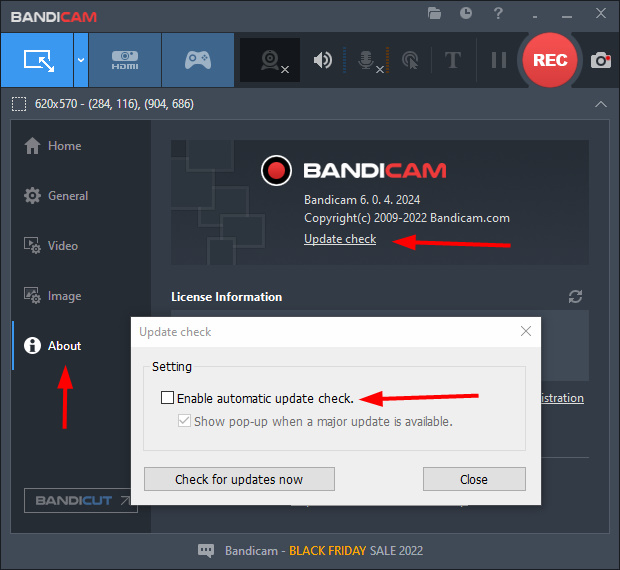 BANDICAM
?
HDMI
T
REC
620x570 - (284, 116), (904, 686)
Home
General
Video
Image
About
BANDICAM
Bandicam 6. 0. 4. 2024
Copyright(c) 2009-2022 Bandicam.com
Update check
License Information
Update check
Setting
Enable automatic update check.
Show pop-up when a major update is available.
Check for updates now
Close
BANDICUT
Bandicam - BLACK FRIDAY SALE 2022